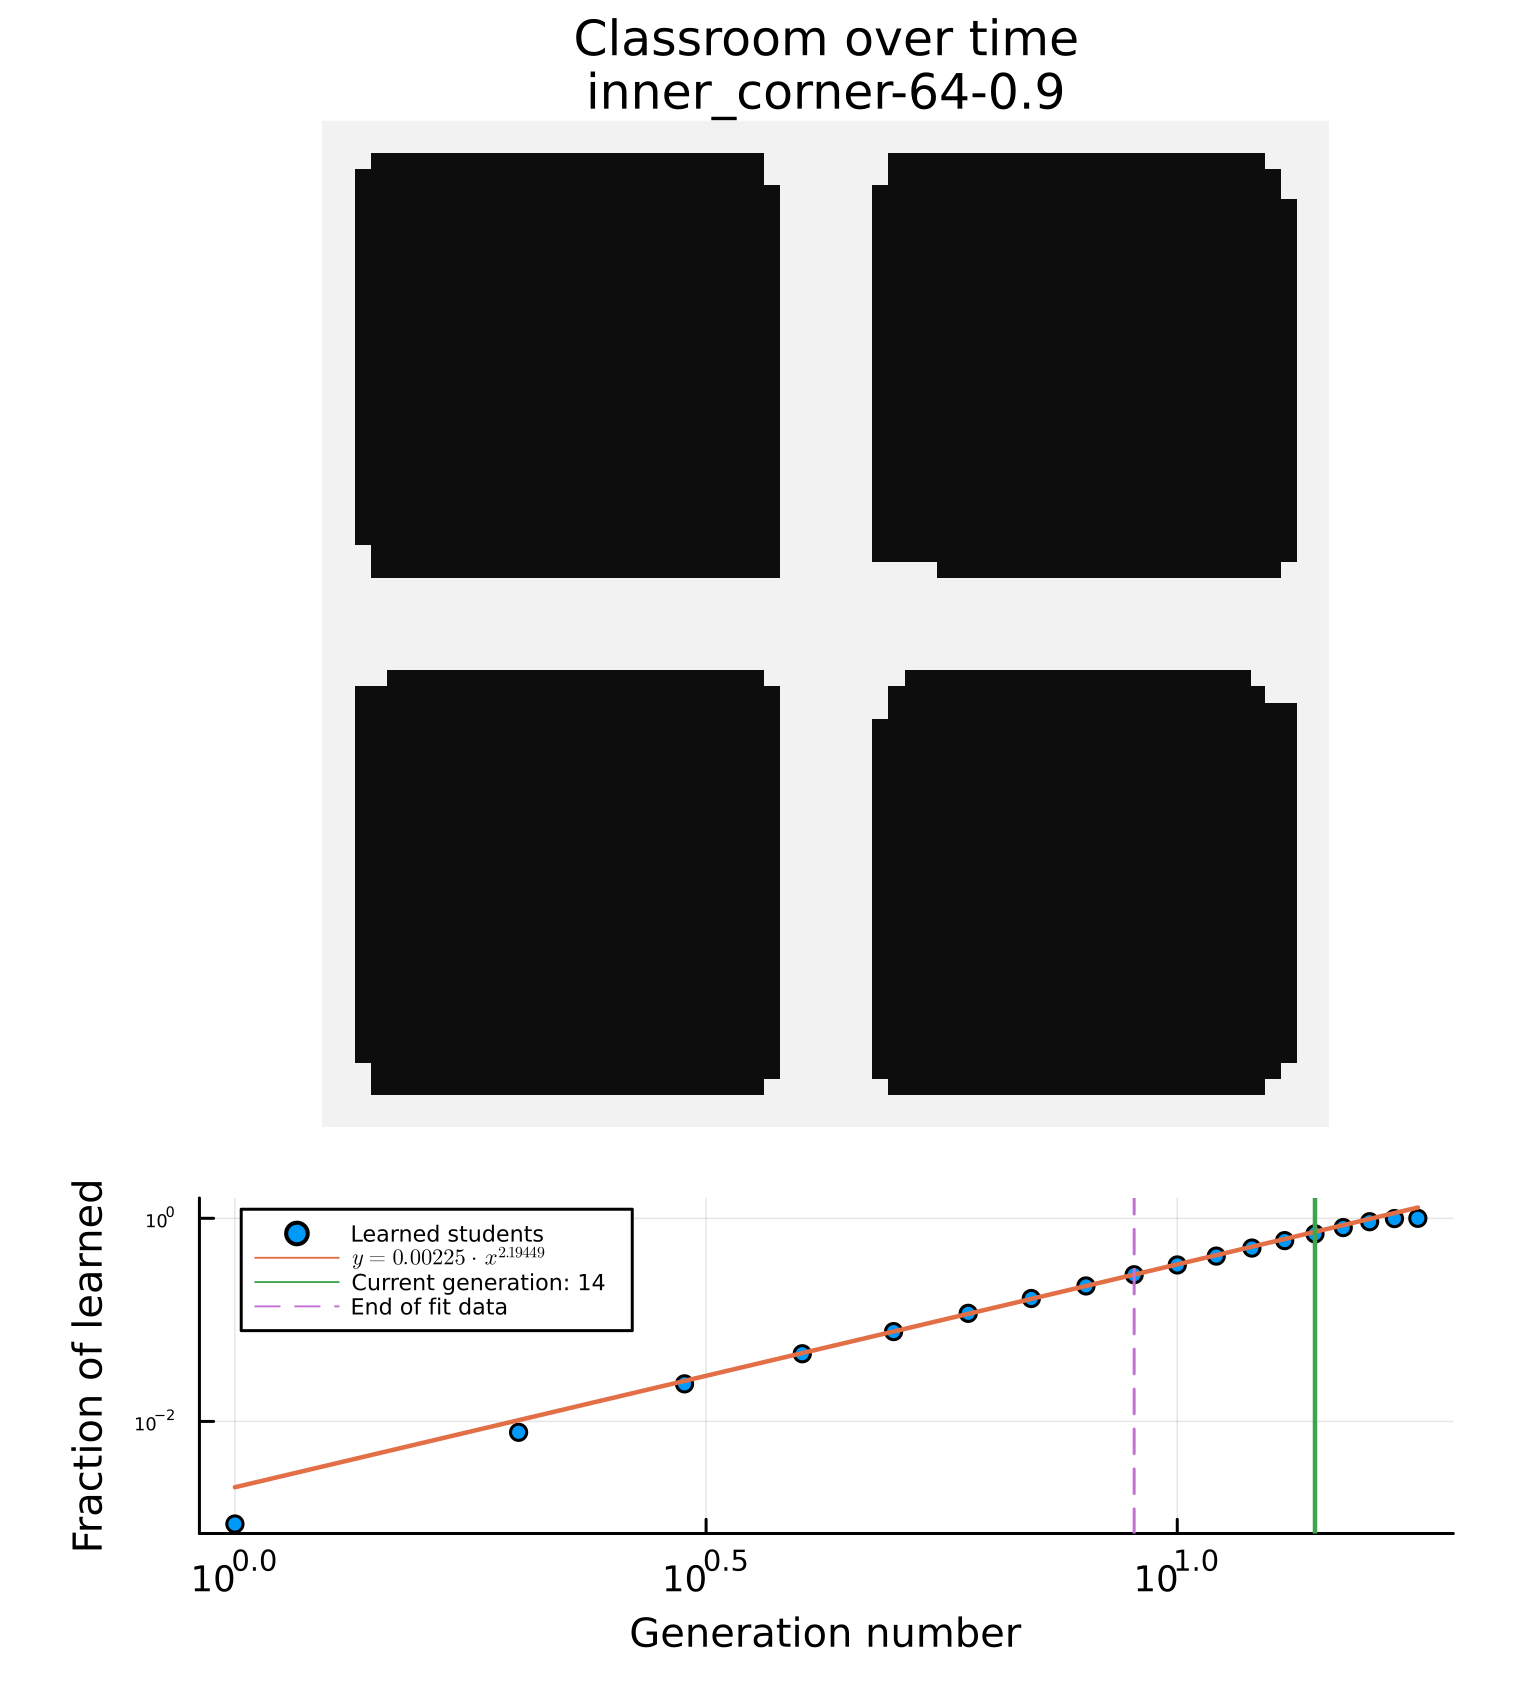 Classroom over time
inner_corner-64-0.9
Fraction of learned
10^0
10^−2
Learned students
y = 0.00225 · x^2.19449
Current generation: 14
End of fit data
10^0.0
10^0.5
10^1.0
Generation number